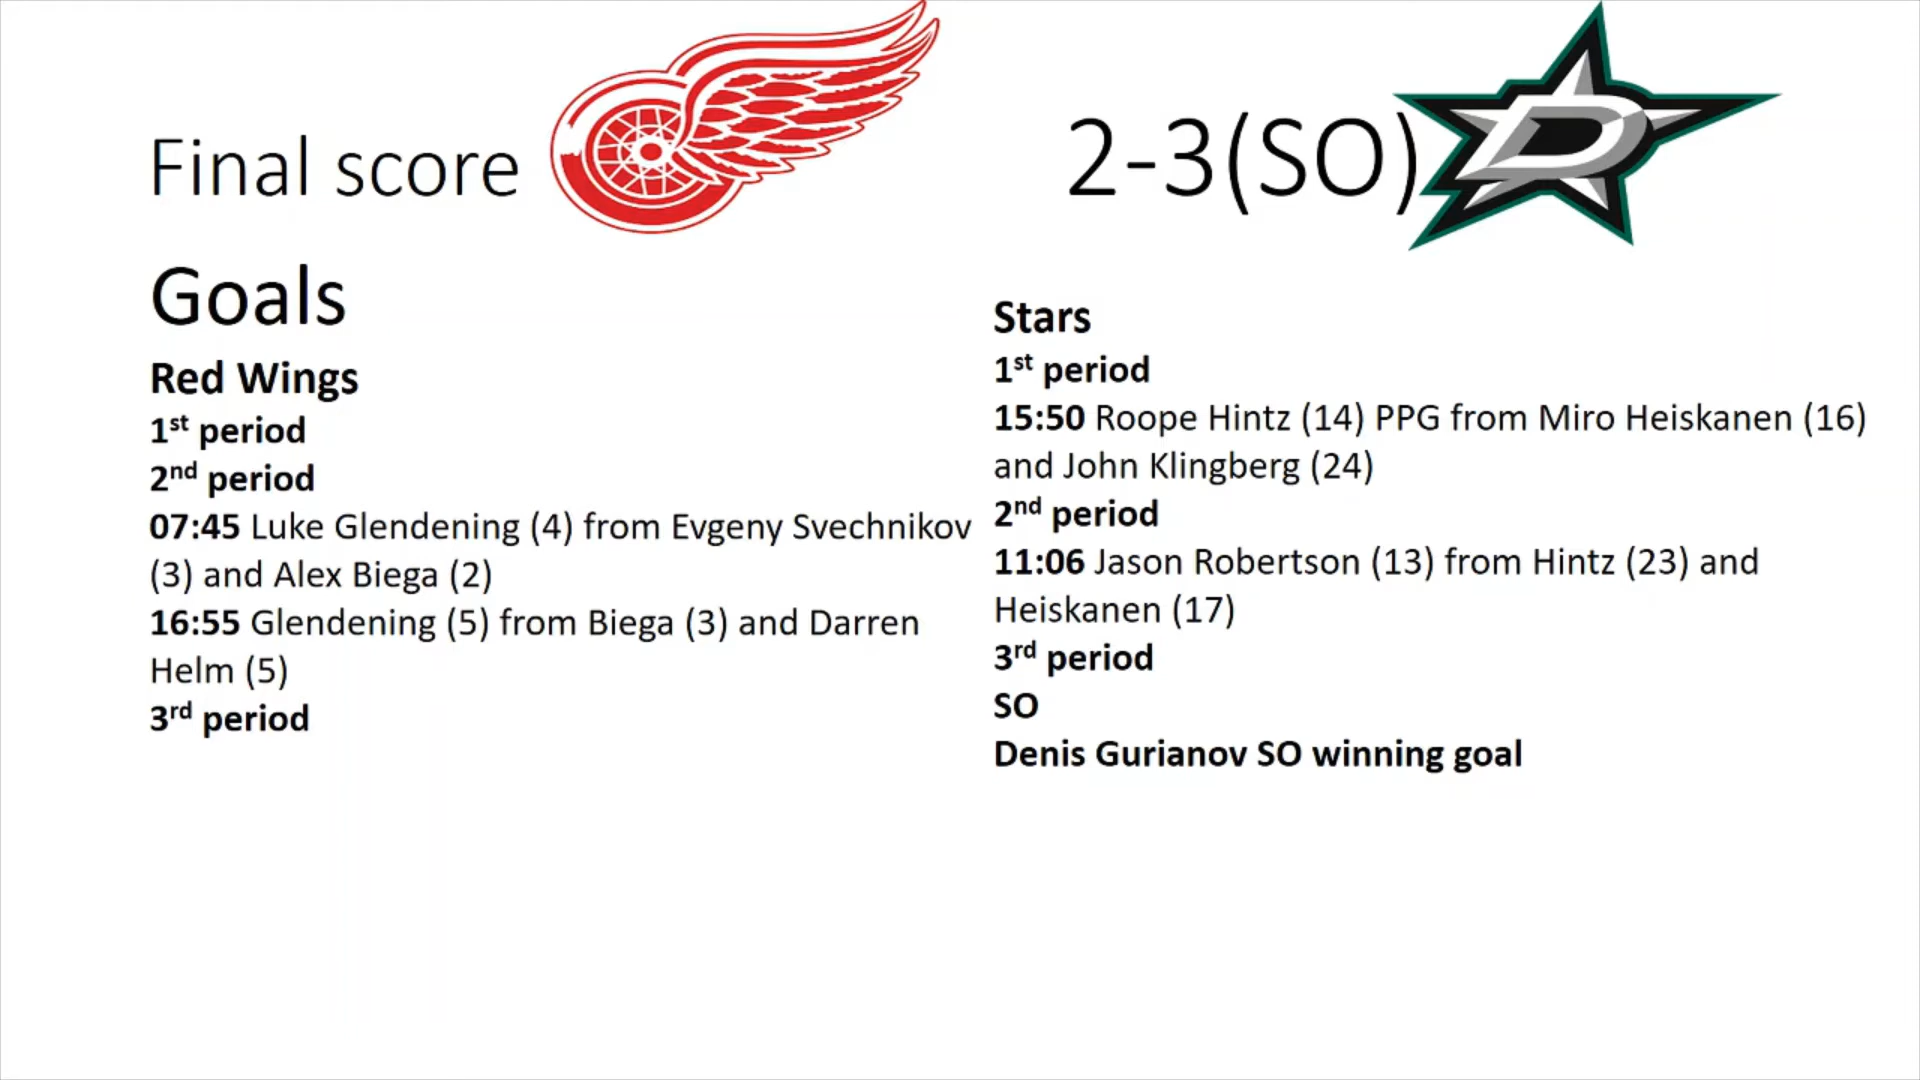 Final score
2-3(SO)
Goals
Red Wings
1st period
2nd period
07:45 Luke Glendening (4) from Evgeny Svechnikov
(3) and Alex Biega (2)
16:55 Glendening (5) from Biega (3) and Darren
Helm (5)
3rd period
Stars
1st period
15:50 Roope Hintz (14) PPG from Miro Heiskanen (16)
and John Klingberg (24)
2nd period
11:06 Jason Robertson (13) from Hintz (23) and
Heiskanen (17)
3rd period
SO
Denis Gurianov SO winning goal
D